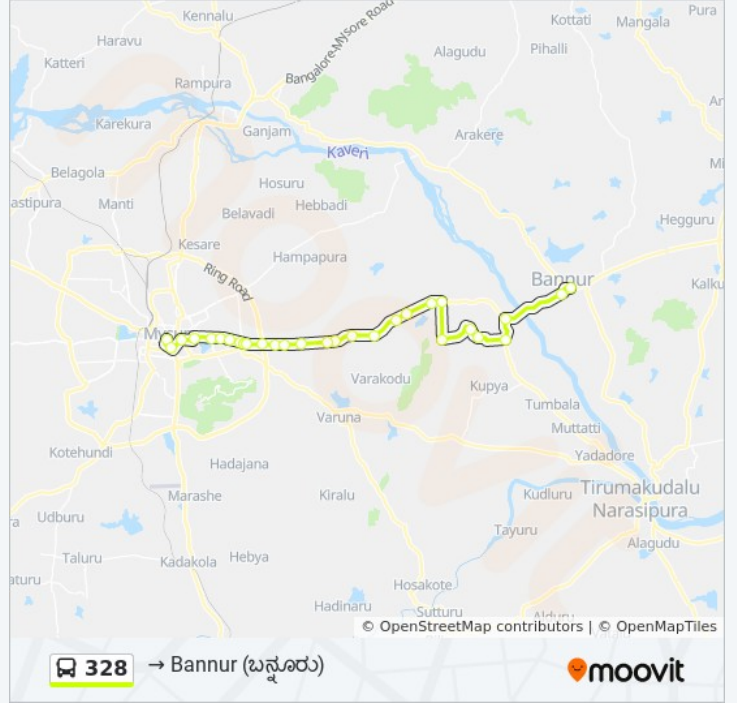 Kennalu
Kottati
Pura
Mangala
Haravu
Pihalli
Alagudu
Katteri
Bangalore-Mysore Road
Rampura
Karekura
Ganjam
Arakere
Kaveri
Belagola
Hosuru
astipura
Manti
Hebbadi
Belavadi
Hegguru
Kesare
Hampapura
Ring Road
Bannur
Kalku
Varakodu
Kupya
Varuna
Tumbala
Muttatti
Kotehundi
Yadadore
Hadajana
Tirumakudalu
Narasipura
Marashe
Kiralu
Kudluru
Udburu
Tayuru
Alagudu
Taluru
Kadakola
Hebya
aturu
Hosakote
Hadinaru
Sutturu
© OpenStreetMap contributors | © OpenMapTiles
328 → Bannur (ಬನ್ನೂರು)
moovit